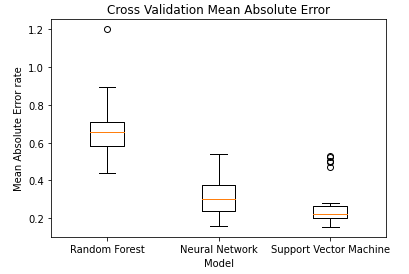 Cross Validation Mean Absolute Error
Mean Absolute Error rate
1.2
1.0
0.8
0.6
0.4
0.2
Random Forest Neural Network Support Vector Machine
Model